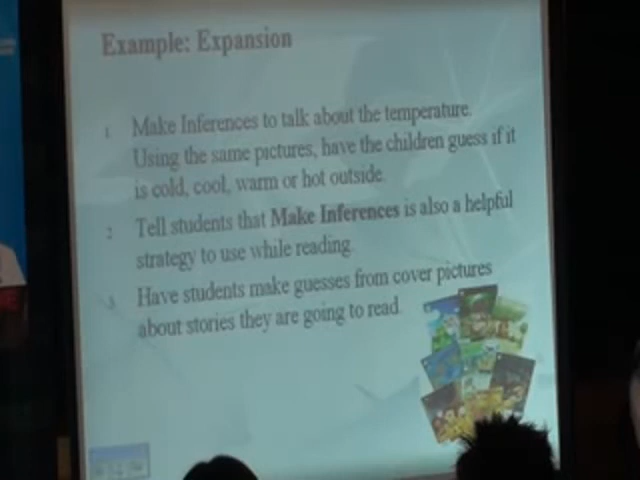 Example: Expansion
1. Make Inferences to talk about the temperature.
Using the same pictures, have the children guess if it
is cold, cool, warm or hot outside.
2. Tell students that Make Inferences is also a helpful
strategy to use while reading.
3. Have students make guesses from cover pictures
about stories they are going to read.